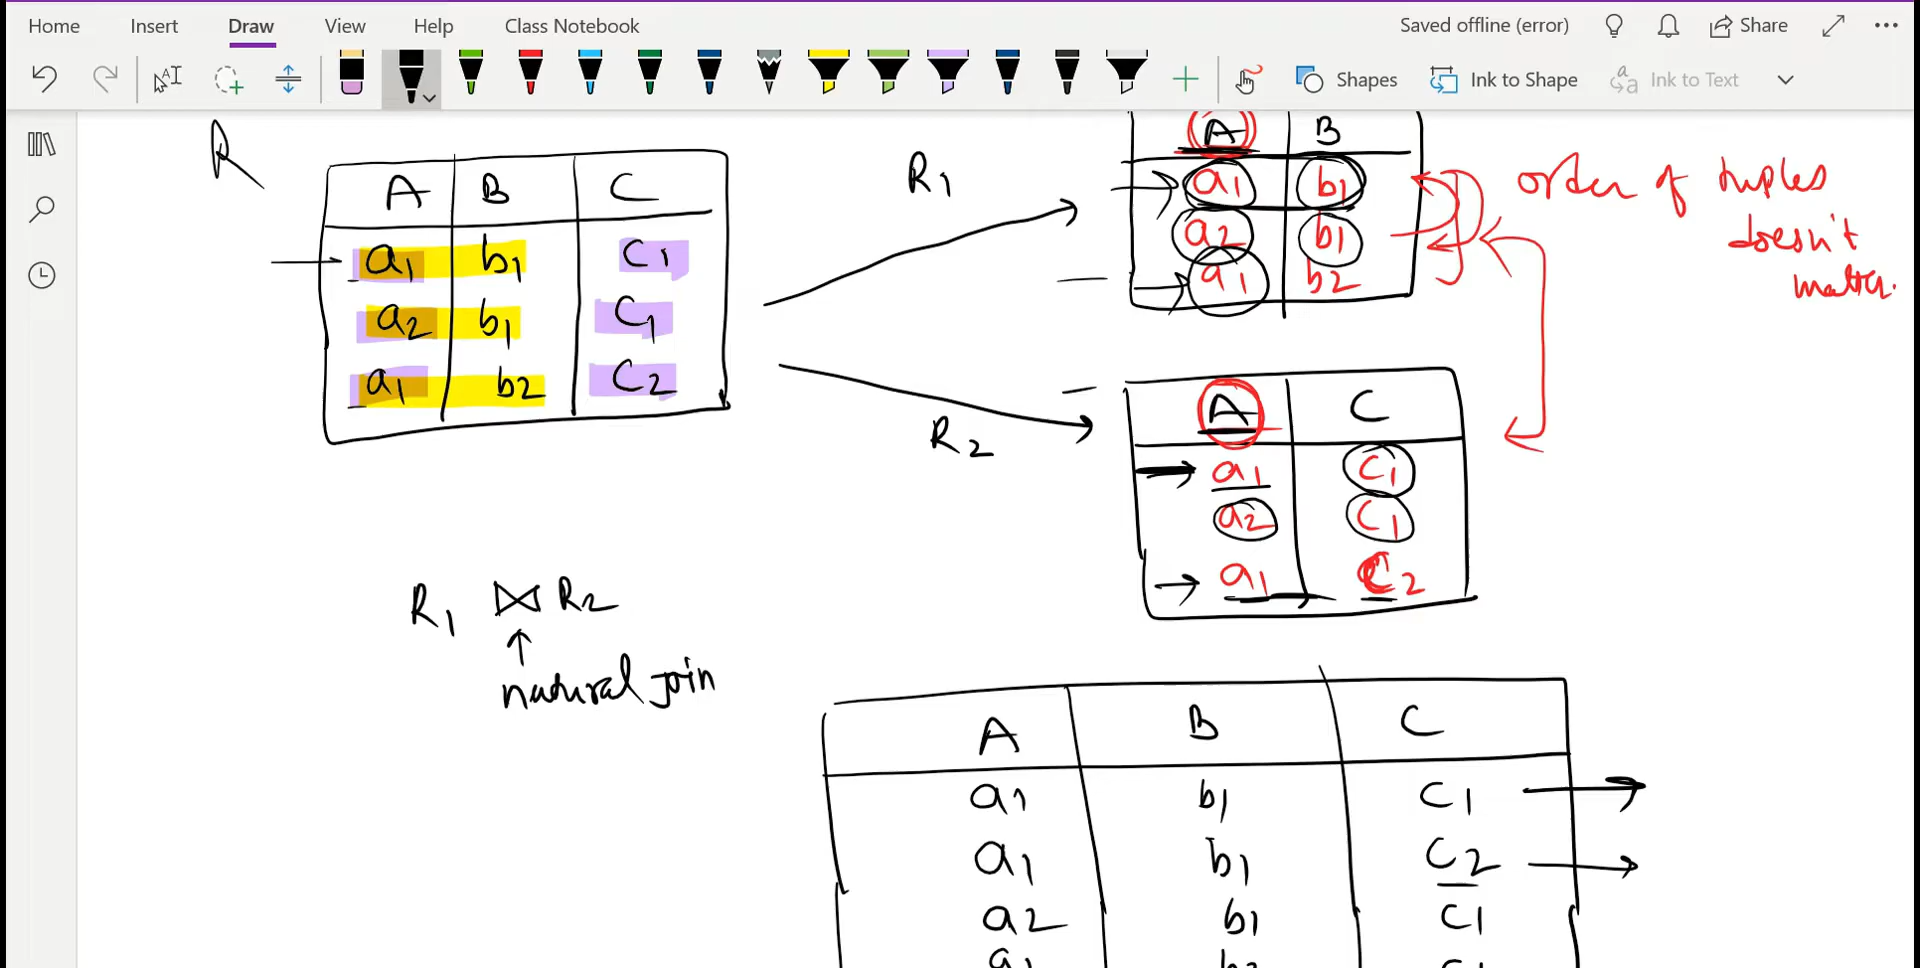 Home Insert Draw View Help Class Notebook Saved offline (error) Share
Shapes Ink to Shape Ink to Text
R
A B C
a1 b1 C1
a2 b1 C1
a1 b2 C2
R1
A B
a1 b1
a2 b1
a1 b2
order of tuples
doesn't
matter.
R2
A C
a1 C1
a2 C1
a1 C2
R1 ⋈ R2
↑
natural join
A B C
a1 b1 C1
a1 b1 C2
a2 b1 C1